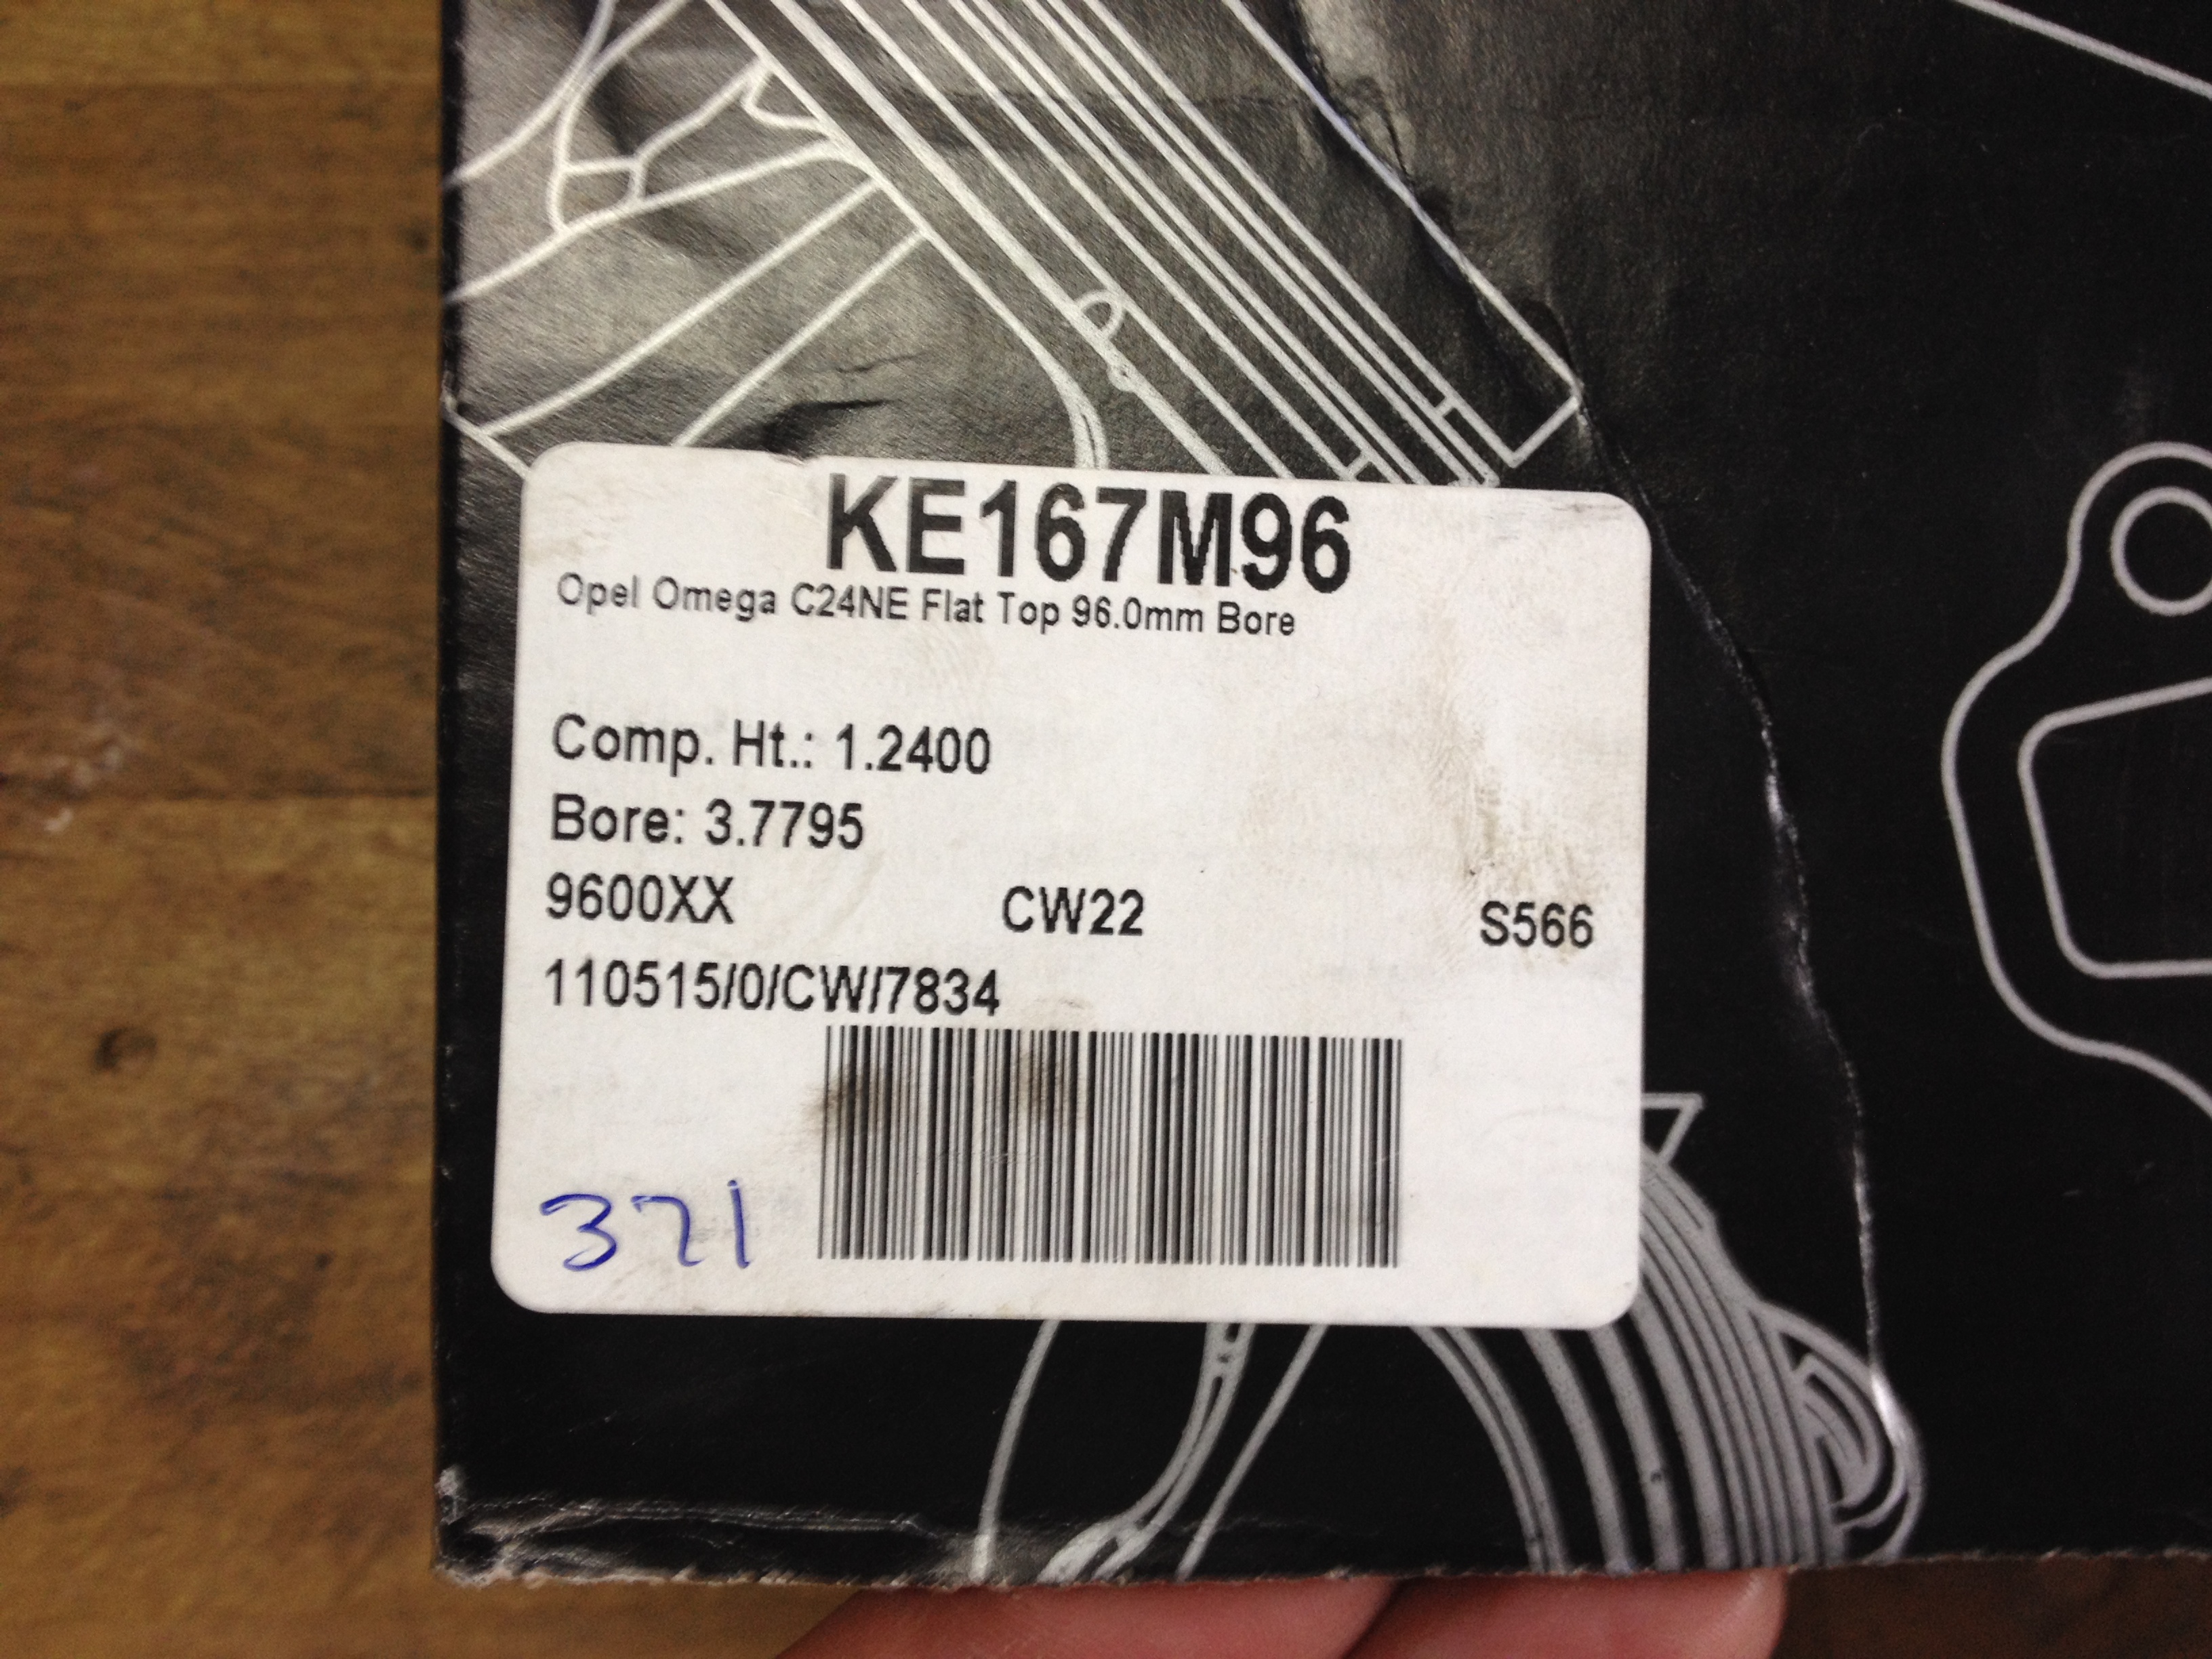 KE167M96
Opel Omega C24NE Flat Top 96.0mm Bore
Comp. Ht.: 1.2400
Bore: 3.7795
9600XX CW22 S566
110515/0/CW/7834
371